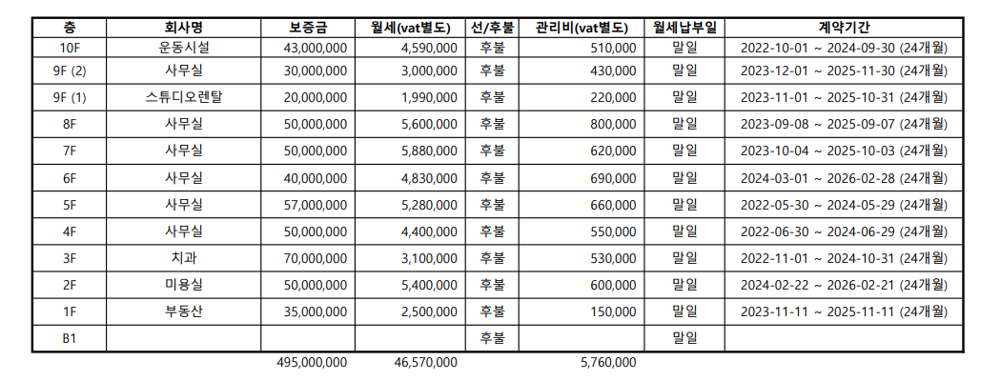 층 회사명 보증금 월세(vat별도) 선/후불 관리비(vat별도) 월세납부일 계약기간
10F 운동시설 43,000,000 4,590,000 후불 510,000 말일 2022-10-01 ~ 2024-09-30 (24개월)
9F (2) 사무실 30,000,000 3,000,000 후불 430,000 말일 2023-12-01 ~ 2025-11-30 (24개월)
9F (1) 스튜디오렌탈 20,000,000 1,990,000 후불 220,000 말일 2023-11-01 ~ 2025-10-31 (24개월)
8F 사무실 50,000,000 5,600,000 후불 800,000 말일 2023-09-08 ~ 2025-09-07 (24개월)
7F 사무실 50,000,000 5,880,000 후불 620,000 말일 2023-10-04 ~ 2025-10-03 (24개월)
6F 사무실 40,000,000 4,830,000 후불 690,000 말일 2024-03-01 ~ 2026-02-28 (24개월)
5F 사무실 57,000,000 5,280,000 후불 660,000 말일 2022-05-30 ~ 2024-05-29 (24개월)
4F 사무실 50,000,000 4,400,000 후불 550,000 말일 2022-06-30 ~ 2024-06-29 (24개월)
3F 치과 70,000,000 3,100,000 후불 530,000 말일 2022-11-01 ~ 2024-10-31 (24개월)
2F 미용실 50,000,000 5,400,000 후불 600,000 말일 2024-02-22 ~ 2026-02-21 (24개월)
1F 부동산 35,000,000 2,500,000 후불 150,000 말일 2023-11-11 ~ 2025-11-11 (24개월)
B1 후불 말일
495,000,000 46,570,000 5,760,000